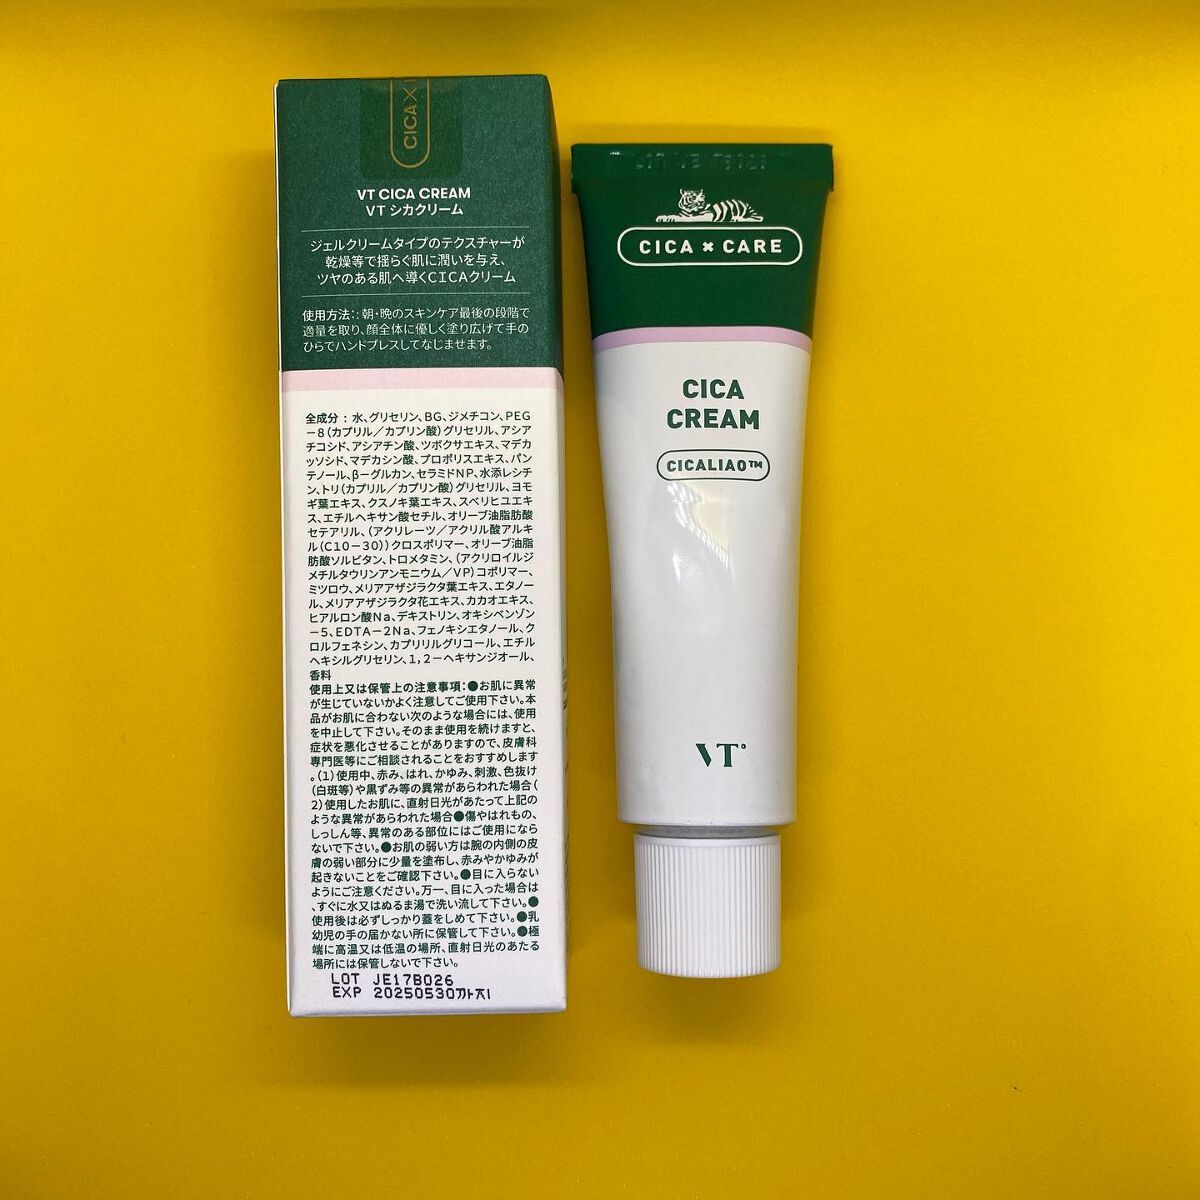 CICA ×
VT CICA CREAM
VT シカクリーム
ジェルクリームタイプのテクスチャーが
乾燥等で揺らぐ肌に潤いを与え、
ツヤのある肌へ導くCICAクリーム
使用方法：：朝・晩のスキンケア最後の段階で
適量を取り、顔全体に優しく塗り広げて手の
ひらでハンドプレスしてなじませます。
全成分：水、グリセリン、BG、ジメチコン、PEG
－8（カプリル／カプリン酸）グリセリル、アシア
チコシド、アシアチン酸、ツボクサエキス、マデカ
ッソシド、マデカシン酸、プロポリスエキス、パン
テノール、β－グルカン、セラミドNP、水添レシチ
ン、トリ（カプリル／カプリン酸）グリセリル、ヨモ
ギ葉エキス、クスノキ葉エキス、スベリヒユエキ
ス、エチルヘキサン酸セチル、オリーブ油脂肪酸
セテアリル、（アクリレーツ／アクリル酸アルキ
ル（C10－30））クロスポリマー、オリーブ油脂
肪酸ソルビタン、トロメタミン、（アクリロイルジ
メチルタウリンアンモニウム／VP）コポリマー、
ミツロウ、メリアアザジラクタ葉エキス、エタノー
ル、メリアアザジラクタ花エキス、カカオエキス、
ヒアルロン酸Na、デキストリン、オキシベンゾン
－5、EDTA－2Na、フェノキシエタノール、ク
ロルフェネシン、カプリリルグリコール、エチル
ヘキシルグリセリン、1，2－ヘキサンジオール、
香料
使用上又は保管上の注意事項：●お肌に異常
が生じていないかよく注意してご使用下さい。本
品がお肌に合わない次のような場合には、使用
を中止して下さい。そのまま使用を続けますと、
症状を悪化させることがありますので、皮膚科
専門医等にご相談されることをおすすめします
。（1）使用中、赤み、はれ、かゆみ、刺激、色抜け
（白斑等）や黒ずみ等の異常があらわれた場合（
2）使用したお肌に、直射日光があたって上記の
ような異常があらわれた場合●傷やはれもの、
しっしん等、異常のある部位にはご使用になら
ないで下さい。●お肌の弱い方は腕の内側の皮
膚の弱い部分に少量を塗布し、赤みやかゆみが
起きないことをご確認下さい。●目に入らない
ようにご注意ください。万一、目に入った場合は
、すぐに水又はぬるま湯で洗い流して下さい。●
使用後は必ずしっかり蓋をしめて下さい。●乳
幼児の手の届かない所に保管して下さい。●極
端に高温又は低温の場所、直射日光のあたる
場所には保管しないで下さい。
LOT JE17B026
EXP 20250530까지
LOT JE17B026
CICA × CARE
CICA
CREAM
CICALIAO™
VT